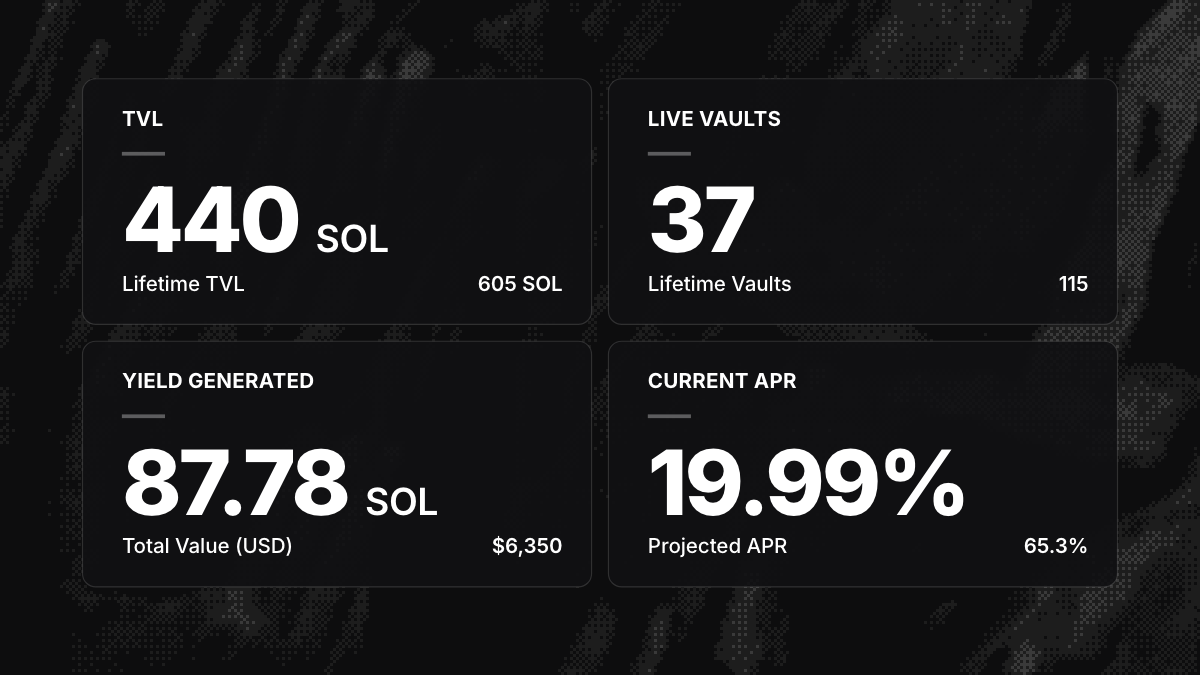 TVL
440 SOL
Lifetime TVL 605 SOL
LIVE VAULTS
37
Lifetime Vaults 115
YIELD GENERATED
87.78 SOL
Total Value (USD) $6,350
CURRENT APR
19.99%
Projected APR 65.3%